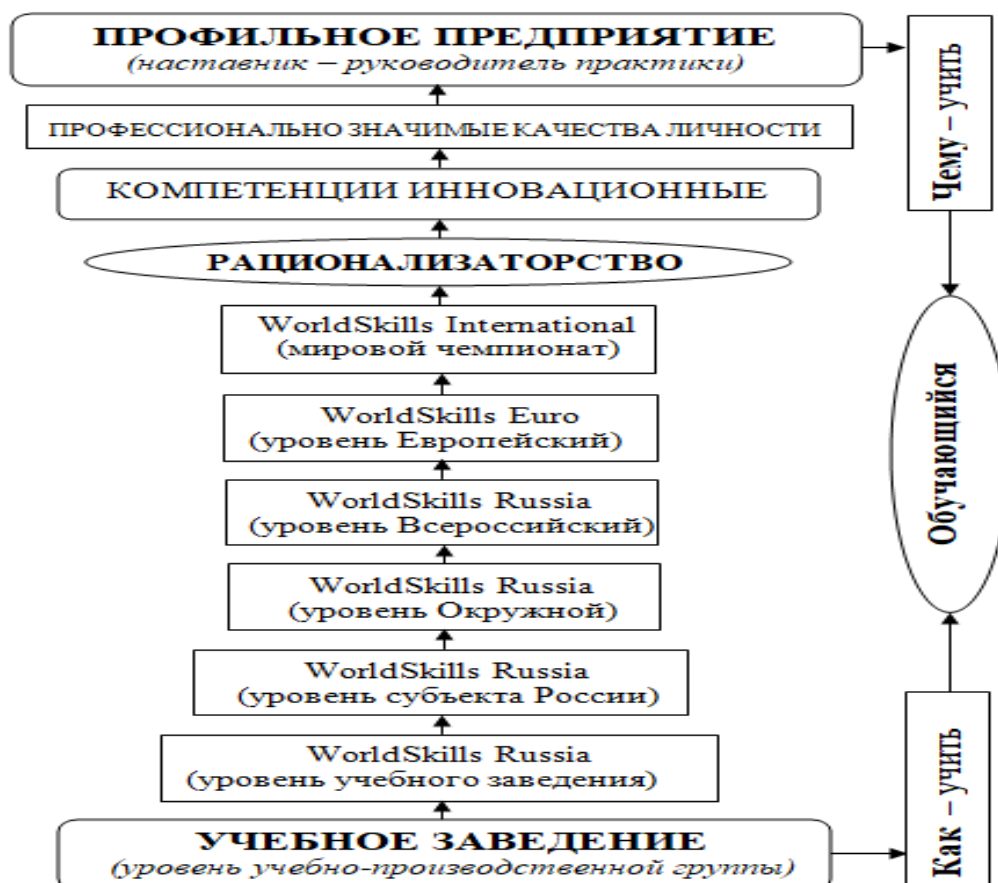 ПРОФИЛЬНОЕ ПРЕДПРИЯТИЕ
(наставник – руководитель практики)
ПРОФЕССИОНАЛЬНО ЗНАЧИМЫЕ КАЧЕСТВА ЛИЧНОСТИ
КОМПЕТЕНЦИИ ИННОВАЦИОННЫЕ
РАЦИОНАЛИЗАТОРСТВО
WorldSkills International
(мировой чемпионат)
WorldSkills Euro
(уровень Европейский)
WorldSkills Russia
(уровень Всероссийский)
WorldSkills Russia
(уровень Окружной)
WorldSkills Russia
(уровень субъекта России)
WorldSkills Russia
(уровень учебного заведения)
УЧЕБНОЕ ЗАВЕДЕНИЕ
(уровень учебно-производственной группы)
Чему – учить
Обучающийся
Как – учить